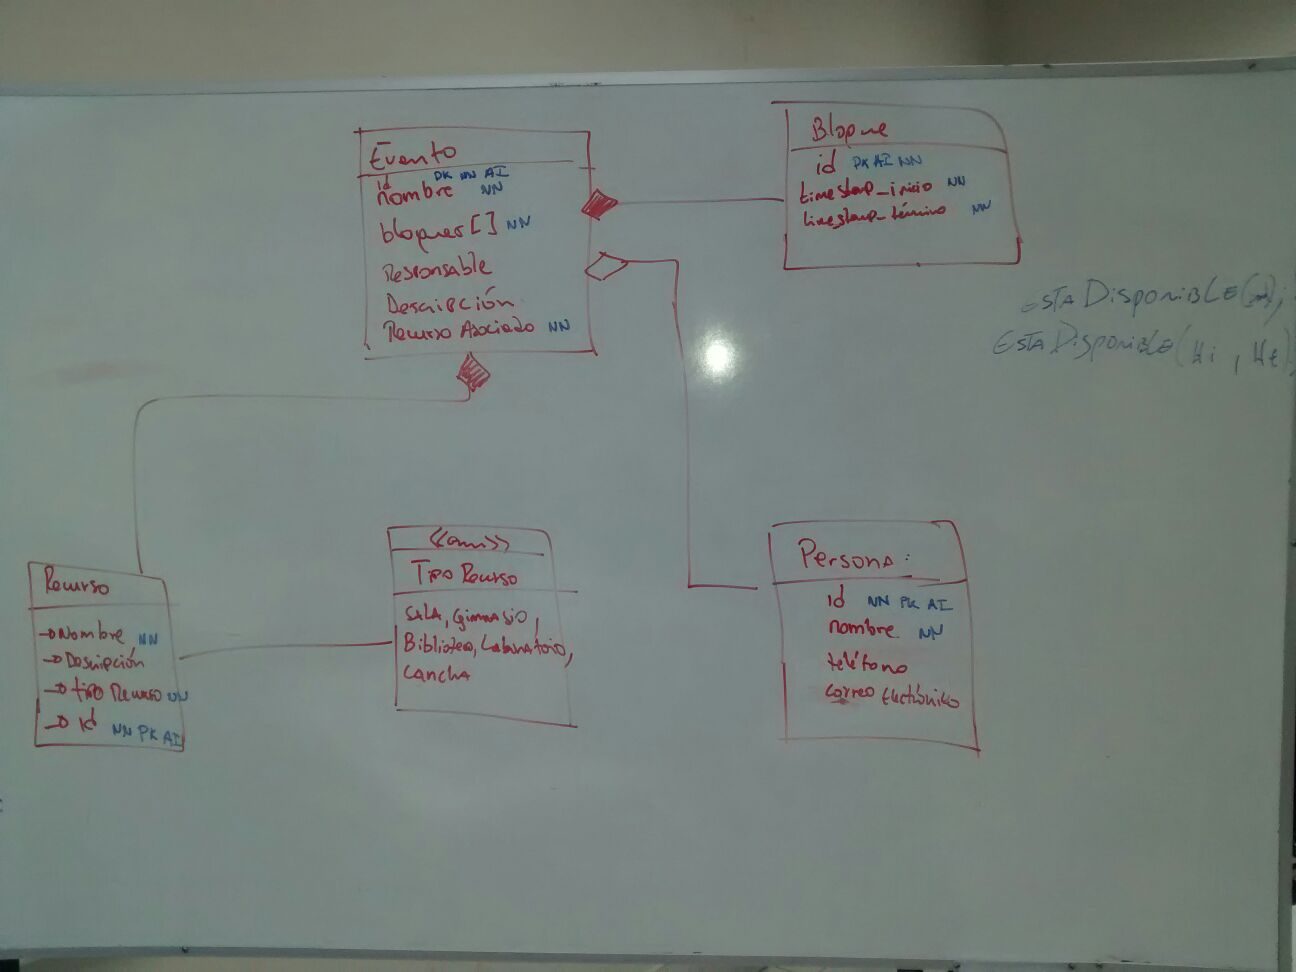 Evento
id PK NN AI
nombre NN
bloques[] NN
Responsable
Descripción
Recurso Asociado NN
Bloque
id PK AI NN
timestamp_inicio NN
timestamp_término NN
EstaDisponible( );
EstaDisponible(Hi, Ht)
Recurso
→Nombre NN
→Descripción
→tipo Recurso NN
→Id NN PK AI
<<enum>>
Tipo Recurso
Sala, Gimnasio,
Biblioteca, Laboratorio,
Cancha
Persona:
id NN PK AI
nombre NN
teléfono
correo Electrónico